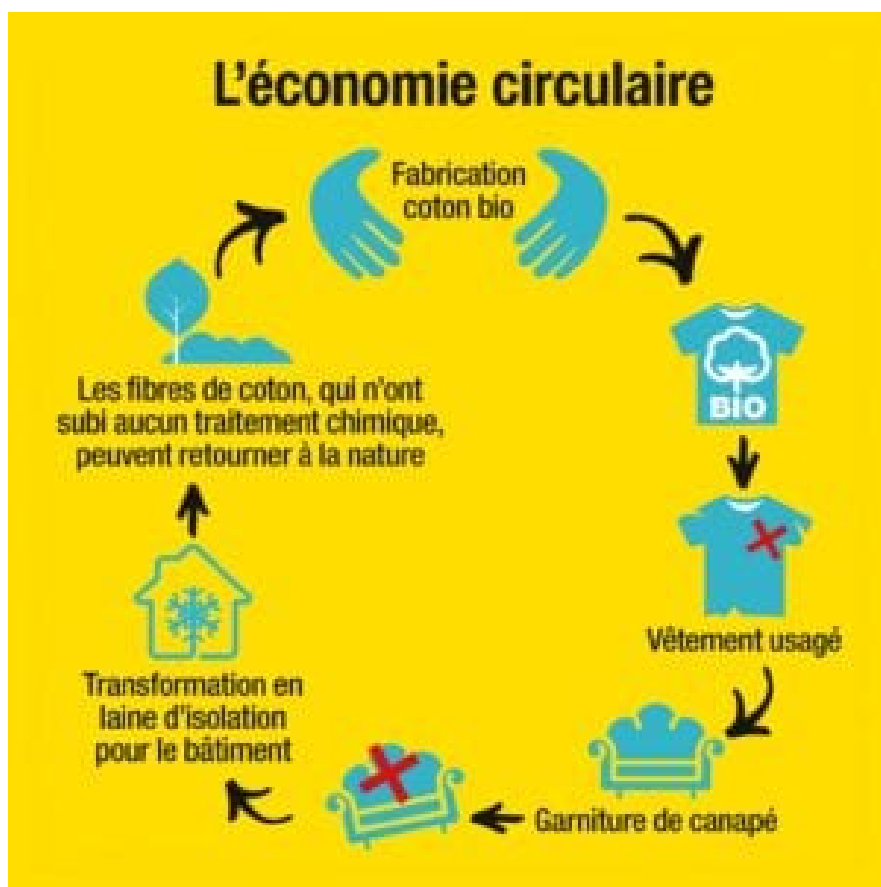 L'économie circulaire
Fabrication
coton bio
BIO
Vêtement usagé
Garniture de canapé
Transformation en
laine d'isolation
pour le bâtiment
Les fibres de coton, qui n'ont
subi aucun traitement chimique,
peuvent retourner à la nature